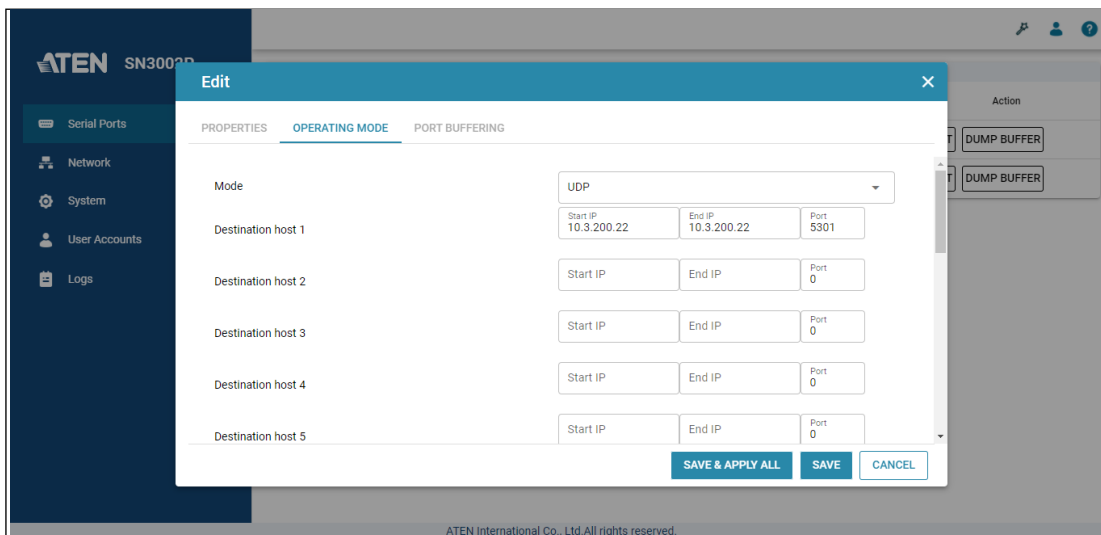 ATEN SN3002P
Edit
Action
Serial Ports
PROPERTIES OPERATING MODE PORT BUFFERING
T DUMP BUFFER
Network
T DUMP BUFFER
Mode
UDP
System
Start IP End IP Port
Destination host 1 10.3.200.22 10.3.200.22 5301
User Accounts
Port
Destination host 2 Start IP End IP 0
Logs
Port
Destination host 3 Start IP End IP 0
Port
Destination host 4 Start IP End IP 0
Port
Destination host 5 Start IP End IP 0
SAVE & APPLY ALL SAVE CANCEL
ATEN International Co., Ltd.All rights reserved.